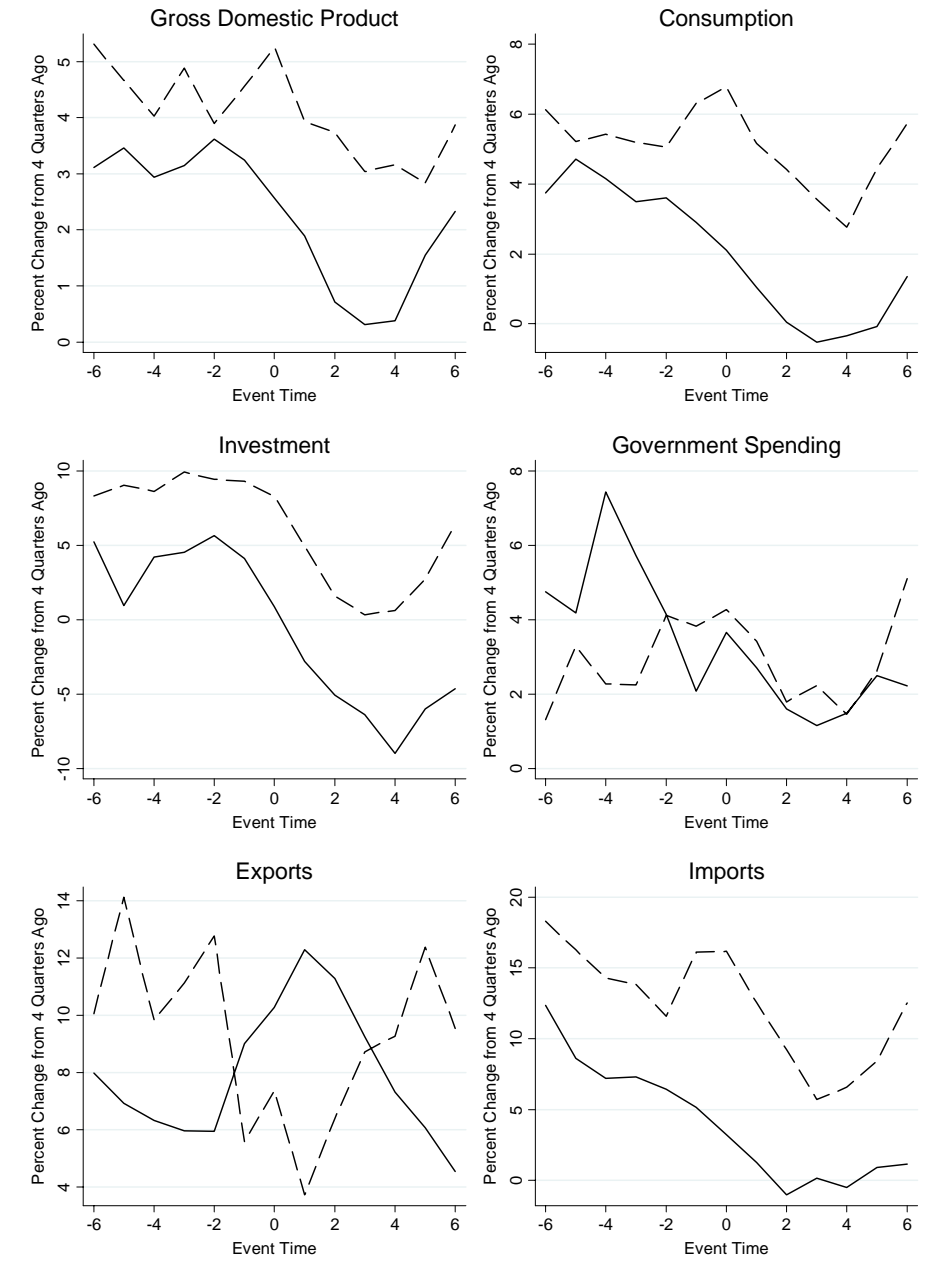 Gross Domestic Product
Percent Change from 4 Quarters Ago
5
4
3
2
1
0
-6 -4 -2 0 2 4 6
Event Time
Consumption
Percent Change from 4 Quarters Ago
8
6
4
2
0
-6 -4 -2 0 2 4 6
Event Time
Investment
Percent Change from 4 Quarters Ago
10
5
0
-5
-10
-6 -4 -2 0 2 4 6
Event Time
Government Spending
Percent Change from 4 Quarters Ago
8
6
4
2
0
-6 -4 -2 0 2 4 6
Event Time
Exports
Percent Change from 4 Quarters Ago
14
12
10
8
6
4
-6 -4 -2 0 2 4 6
Event Time
Imports
Percent Change from 4 Quarters Ago
20
15
10
5
0
-6 -4 -2 0 2 4 6
Event Time